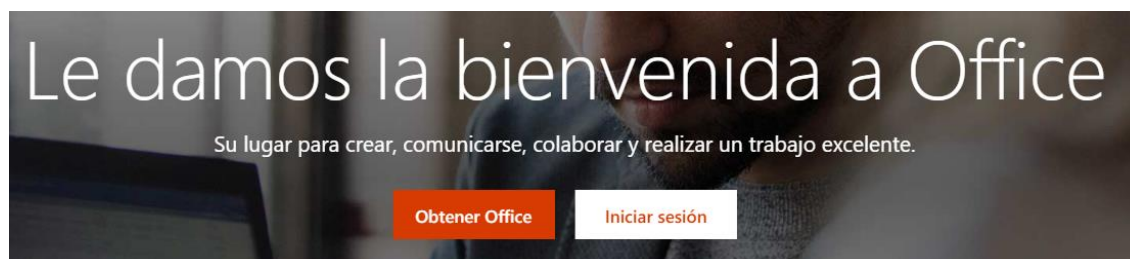 Le damos la bienvenida a Office
Su lugar para crear, comunicarse, colaborar y realizar un trabajo excelente.
Obtener Office
Iniciar sesión